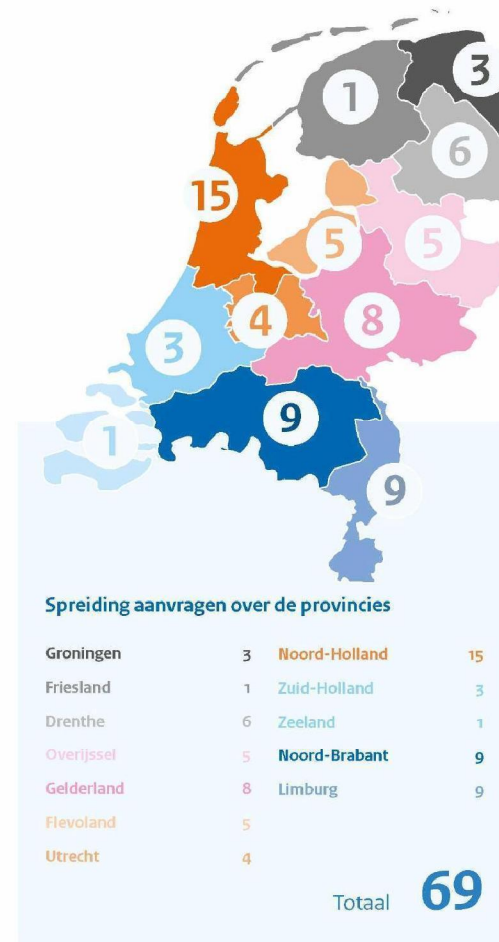 3
1
6
15
5
5
4
8
3
9
1
9
Spreiding aanvragen over de provincies
Groningen 3
Friesland 1
Drenthe 6
Overijssel 5
Gelderland 8
Flevoland 5
Utrecht 4
Noord-Holland 15
Zuid-Holland 3
Zeeland 1
Noord-Brabant 9
Limburg 9
Totaal 69